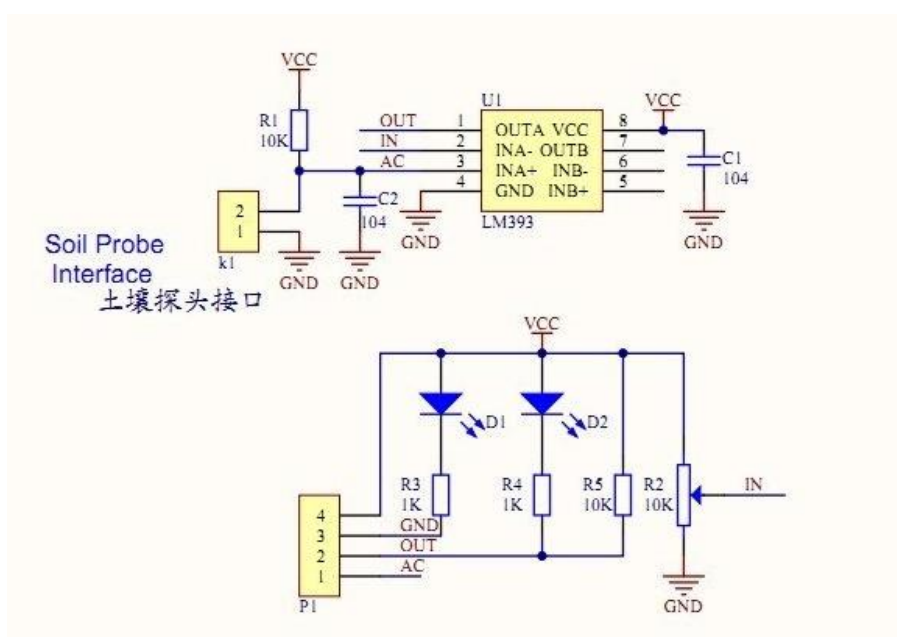 VCC
R1
10K
OUT
IN
AC
U1
1
2
3
4
OUTA VCC
INA- OUTB
INA+ INB-
GND INB+
LM393
8
7
6
5
VCC
C1
104
GND
GND
C2
104
GND
GND
2
1
k1
Soil Probe
Interface
土壤探头接口
VCC
D1
D2
R3
1K
R4
1K
R5
10K
R2
10K
IN
GND
4
3
2
1
GND
OUT
AC
P1